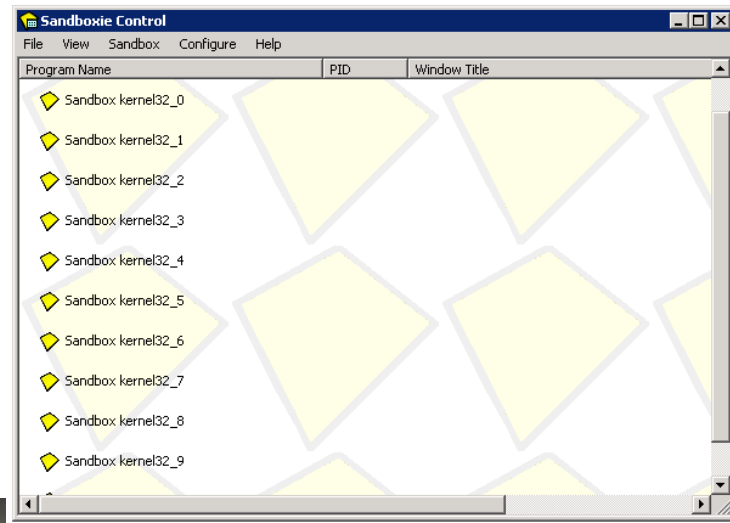 Sandboxie Control
File View Sandbox Configure Help
Program Name PID Window Title
Sandbox kernel32_0
Sandbox kernel32_1
Sandbox kernel32_2
Sandbox kernel32_3
Sandbox kernel32_4
Sandbox kernel32_5
Sandbox kernel32_6
Sandbox kernel32_7
Sandbox kernel32_8
Sandbox kernel32_9